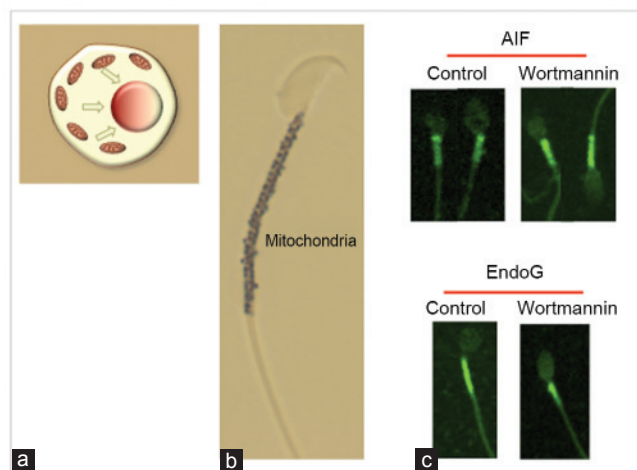 AIF
Control Wortmannin
Mitochondria
EndoG
Control Wortmannin
a b c